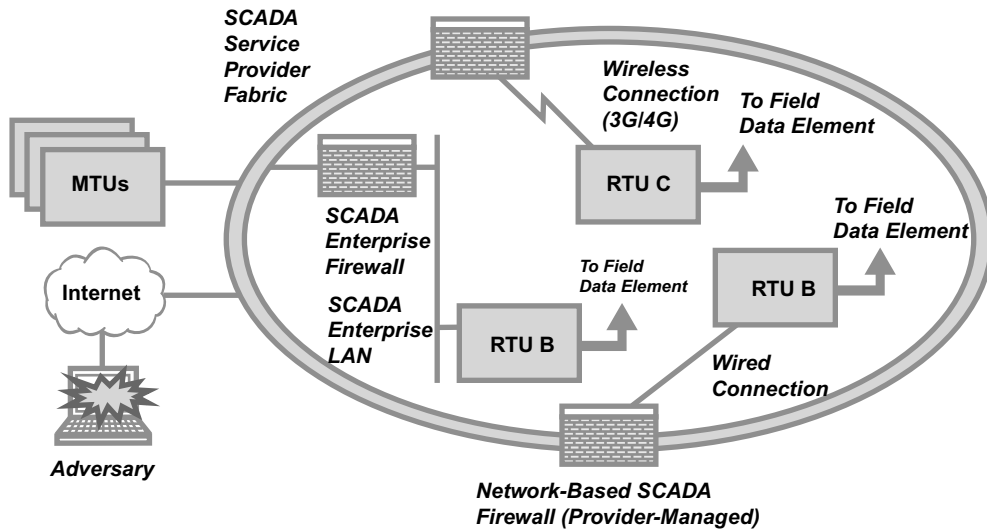 SCADA
Service
Provider
Fabric
Wireless
Connection
(3G/4G)
To Field
Data Element
MTUs
RTU C
SCADA
Enterprise
Firewall
To Field
Data Element
Internet
To Field
Data Element
RTU B
SCADA
Enterprise
LAN
RTU B
Wired
Connection
Adversary
Network-Based SCADA
Firewall (Provider-Managed)